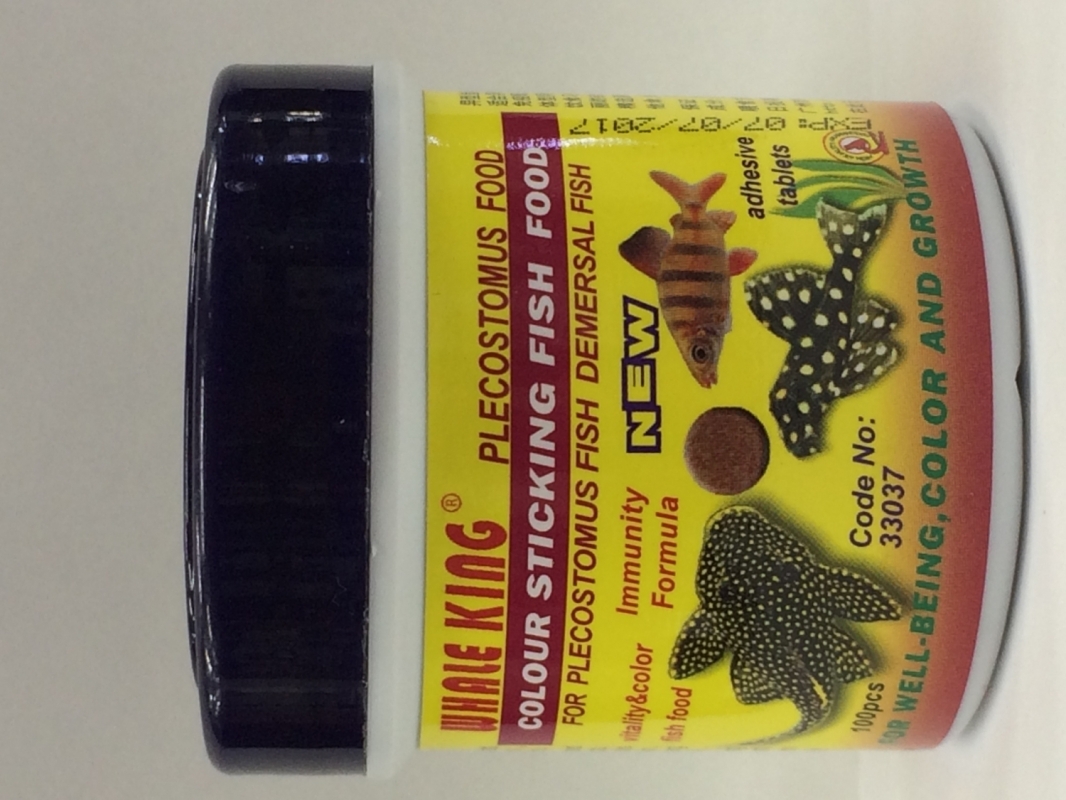 WHALE KING® PLECOSTOMUS FOOD
COLOUR STICKING FISH FOOD
FOR PLECOSTOMUS FISH DEMERSAL FISH
NEW
adhesive
tablets
Immunity
Formula
vitality&color
fish food
Code No:
33037
100pcs
FOR WELL-BEING, COLOR AND GROWTH
EXP 07/07/2017